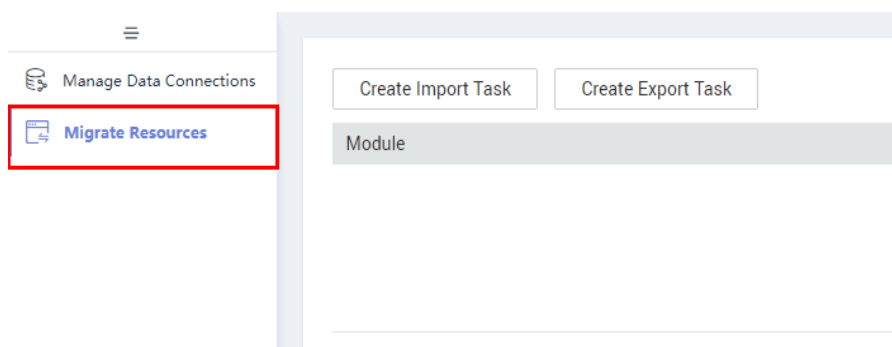 Manage Data Connections
Migrate Resources
Create Import Task
Create Export Task
Module